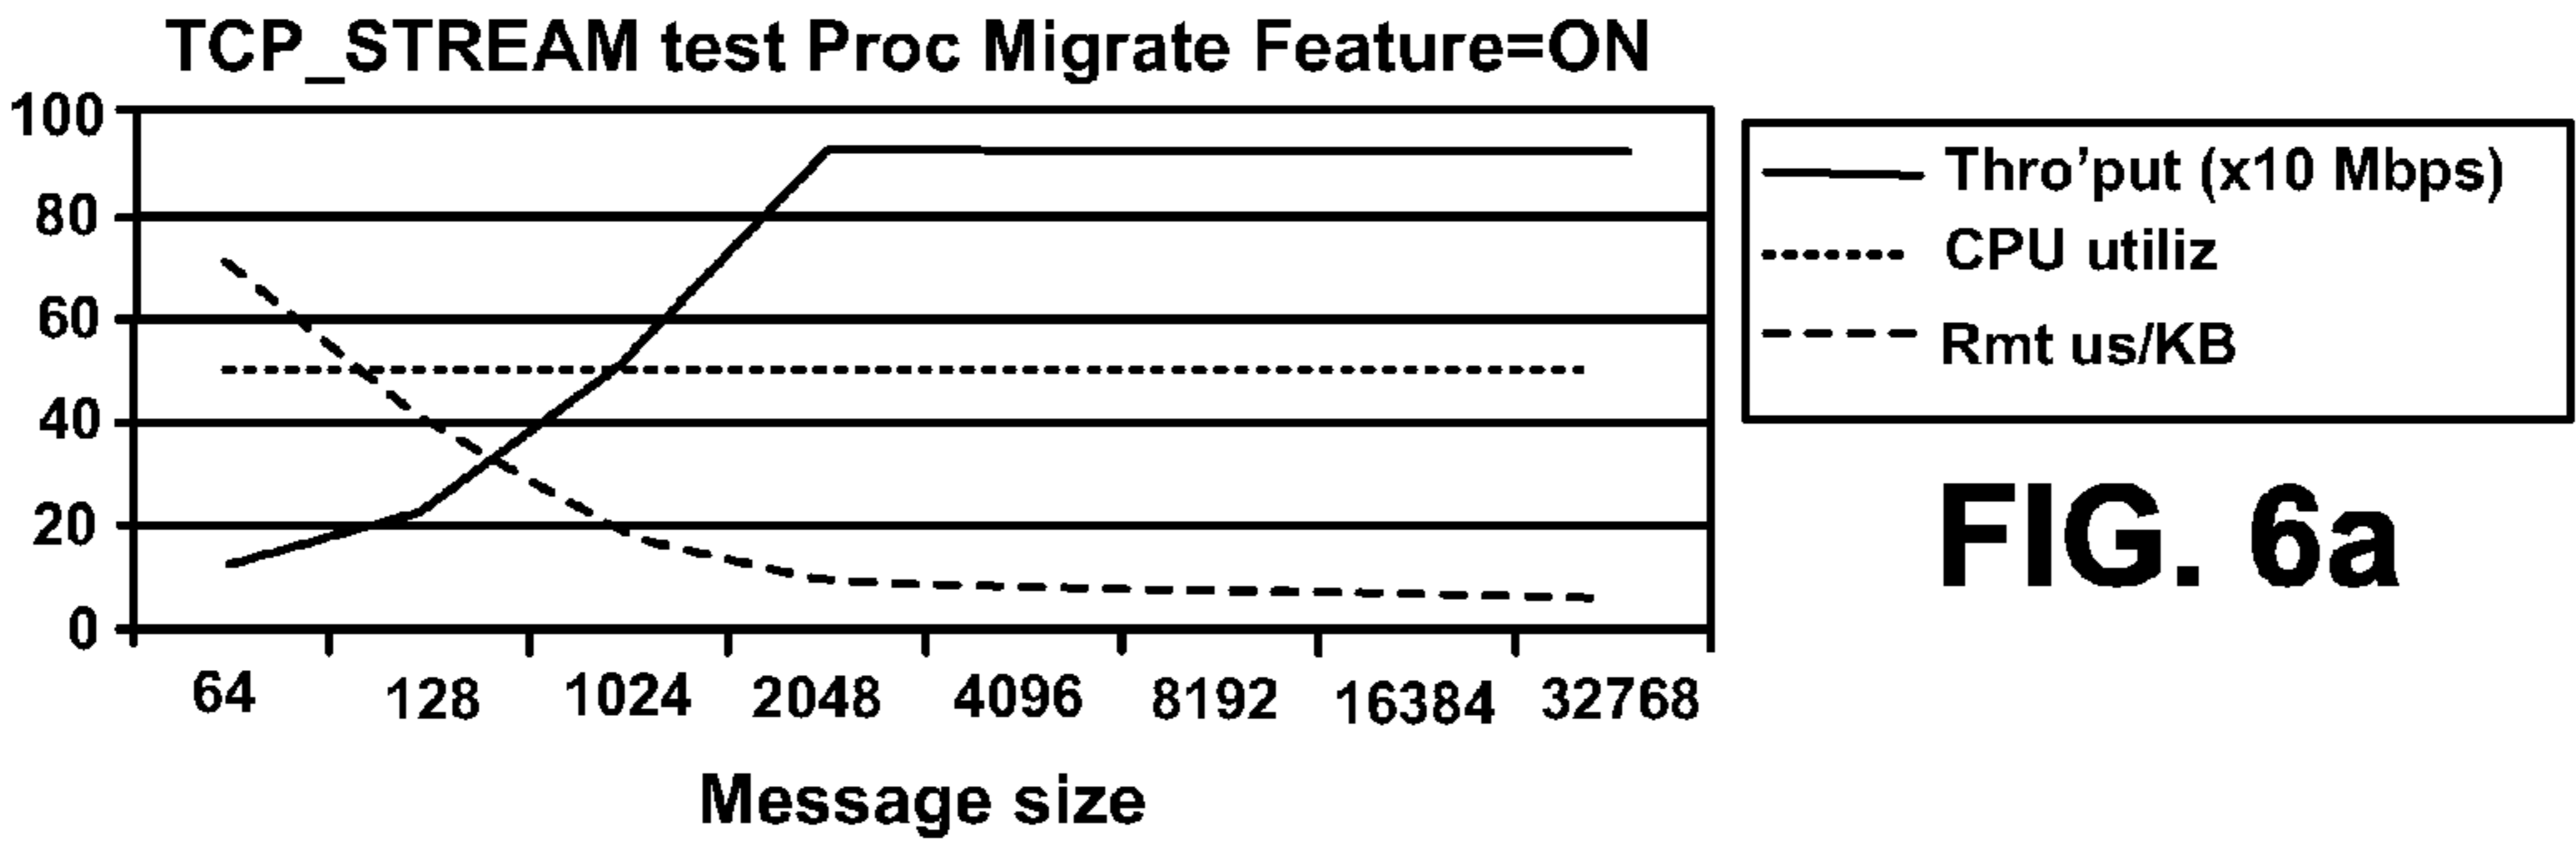 TCP_STREAM test Proc Migrate Feature=ON
100
80
60
40
20
0
64 128 1024 2048 4096 8192 16384 32768
Message size
Thro'put (x10 Mbps)
CPU utiliz
Rmt us/KB
FIG. 6a